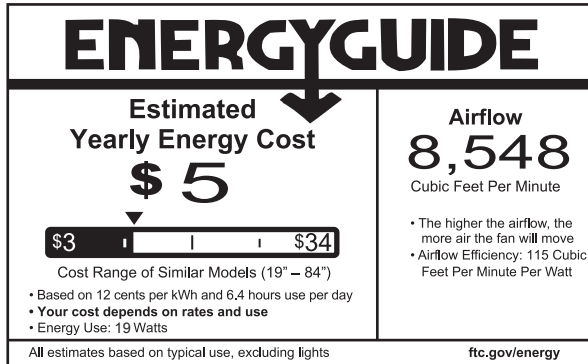 ENERGYGUIDE
Estimated
Yearly Energy Cost
$ 5
$3 $34
Cost Range of Similar Models (19” – 84”)
• Based on 12 cents per kWh and 6.4 hours use per day
• Your cost depends on rates and use
• Energy Use: 19 Watts
Airflow
8,548
Cubic Feet Per Minute
• The higher the airflow, the
more air the fan will move
• Airflow Efficiency: 115 Cubic
Feet Per Minute Per Watt
All estimates based on typical use, excluding lights
ftc.gov/energy